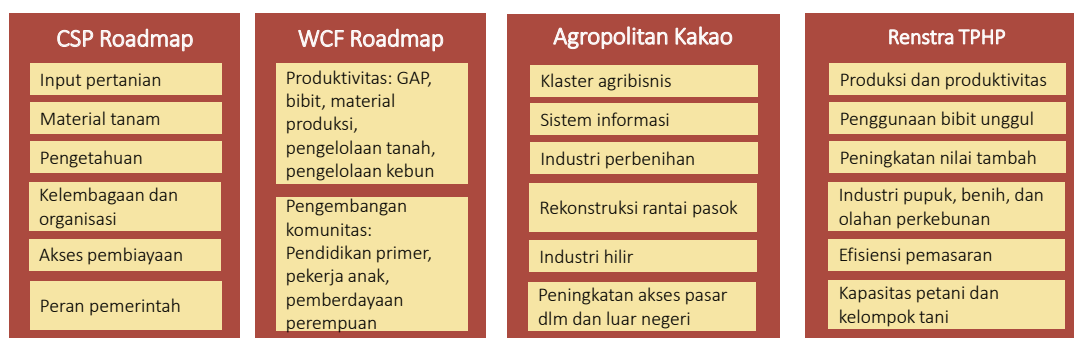 CSP Roadmap
Input pertanian
Material tanam
Pengetahuan
Kelembagaan dan
organisasi
Akses pembiayaan
Peran pemerintah
WCF Roadmap
Produktivitas: GAP,
bibit, material
produksi,
pengelolaan tanah,
pengelolaan kebun
Pengembangan
komunitas:
Pendidikan primer,
pekerja anak,
pemberdayaan
perempuan
Agropolitan Kakao
Klaster agribisnis
Sistem informasi
Industri perbenihan
Rekonstruksi rantai pasok
Industri hilir
Peningkatan akses pasar
dlm dan luar negeri
Renstra TPHP
Produksi dan produktivitas
Penggunaan bibit unggul
Peningkatan nilai tambah
Industri pupuk, benih, dan
olahan perkebunan
Efisiensi pemasaran
Kapasitas petani dan
kelompok tani